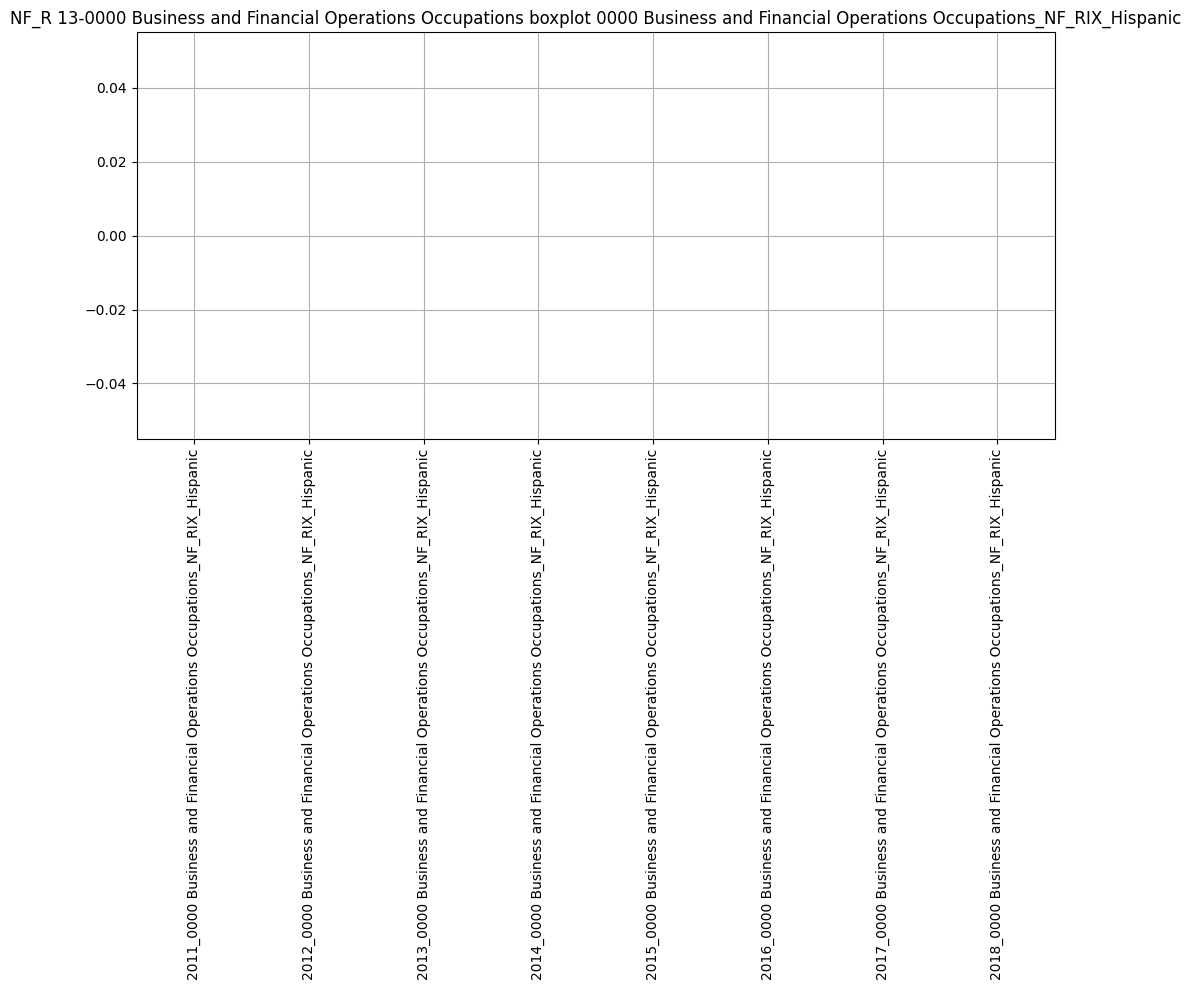 NF_R 13-0000 Business and Financial Operations Occupations boxplot 0000 Business and Financial Operations Occupations_NF_RIX_Hispanic
0.04
0.02
0.00
−0.02
−0.04
2011_0000 Business and Financial Operations Occupations_NF_RIX_Hispanic
2012_0000 Business and Financial Operations Occupations_NF_RIX_Hispanic
2013_0000 Business and Financial Operations Occupations_NF_RIX_Hispanic
2014_0000 Business and Financial Operations Occupations_NF_RIX_Hispanic
2015_0000 Business and Financial Operations Occupations_NF_RIX_Hispanic
2016_0000 Business and Financial Operations Occupations_NF_RIX_Hispanic
2017_0000 Business and Financial Operations Occupations_NF_RIX_Hispanic
2018_0000 Business and Financial Operations Occupations_NF_RIX_Hispanic